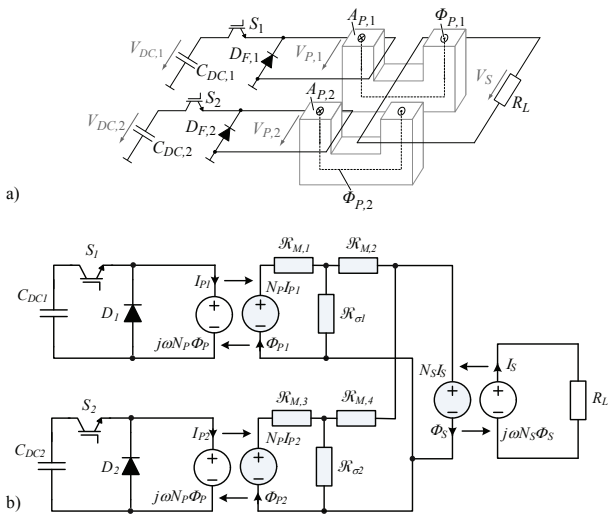 S1
VDC,1
CDC,1
DF,1
VP,1
AP,1
ΦP,1
VS
RL
S2
VDC,2
CDC,2
DF,2
VP,2
AP,2
ΦP,2
a)
S1
CDC1
D1
IP1
jωNPΦP
NPIP1
ΦP1
ℜM,1
ℜM,2
ℜσ1
S2
CDC2
D2
IP2
jωNPΦP
NPIP2
ΦP2
ℜM,3
ℜM,4
ℜσ2
NSIS
ΦS
IS
jωNSΦS
RL
b)